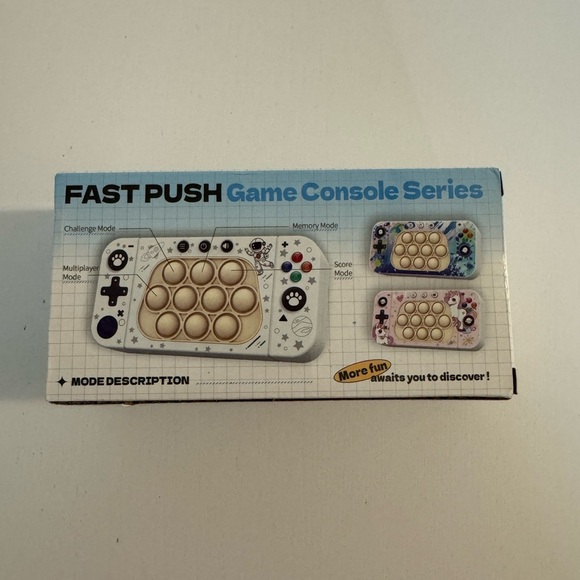 FAST PUSH Game Console Series
Challenge Mode
Memory Mode
Multiplayer
Mode
Score
Mode
MODE DESCRIPTION
More fun
awaits you to discover!